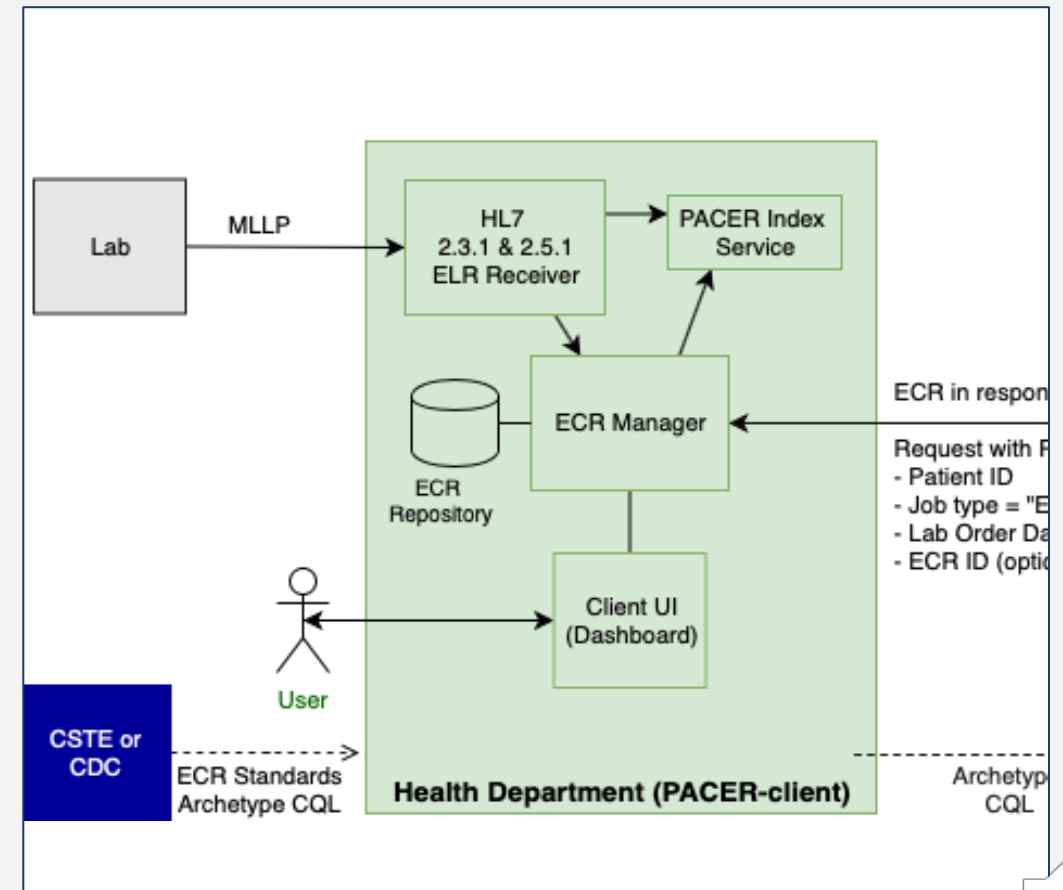 Lab
MLLP
HL7
2.3.1 & 2.5.1
ELR Receiver
PACER Index
Service
ECR Manager
ECR
Repository
ECR in respon
Request with
- Patient ID
- Job type = "E
- Lab Order Da
- ECR ID (optio
Client UI
(Dashboard)
User
CSTE or
CDC
ECR Standards
Archetype CQL
Health Department (PACER-client)
Archetyp
CQL